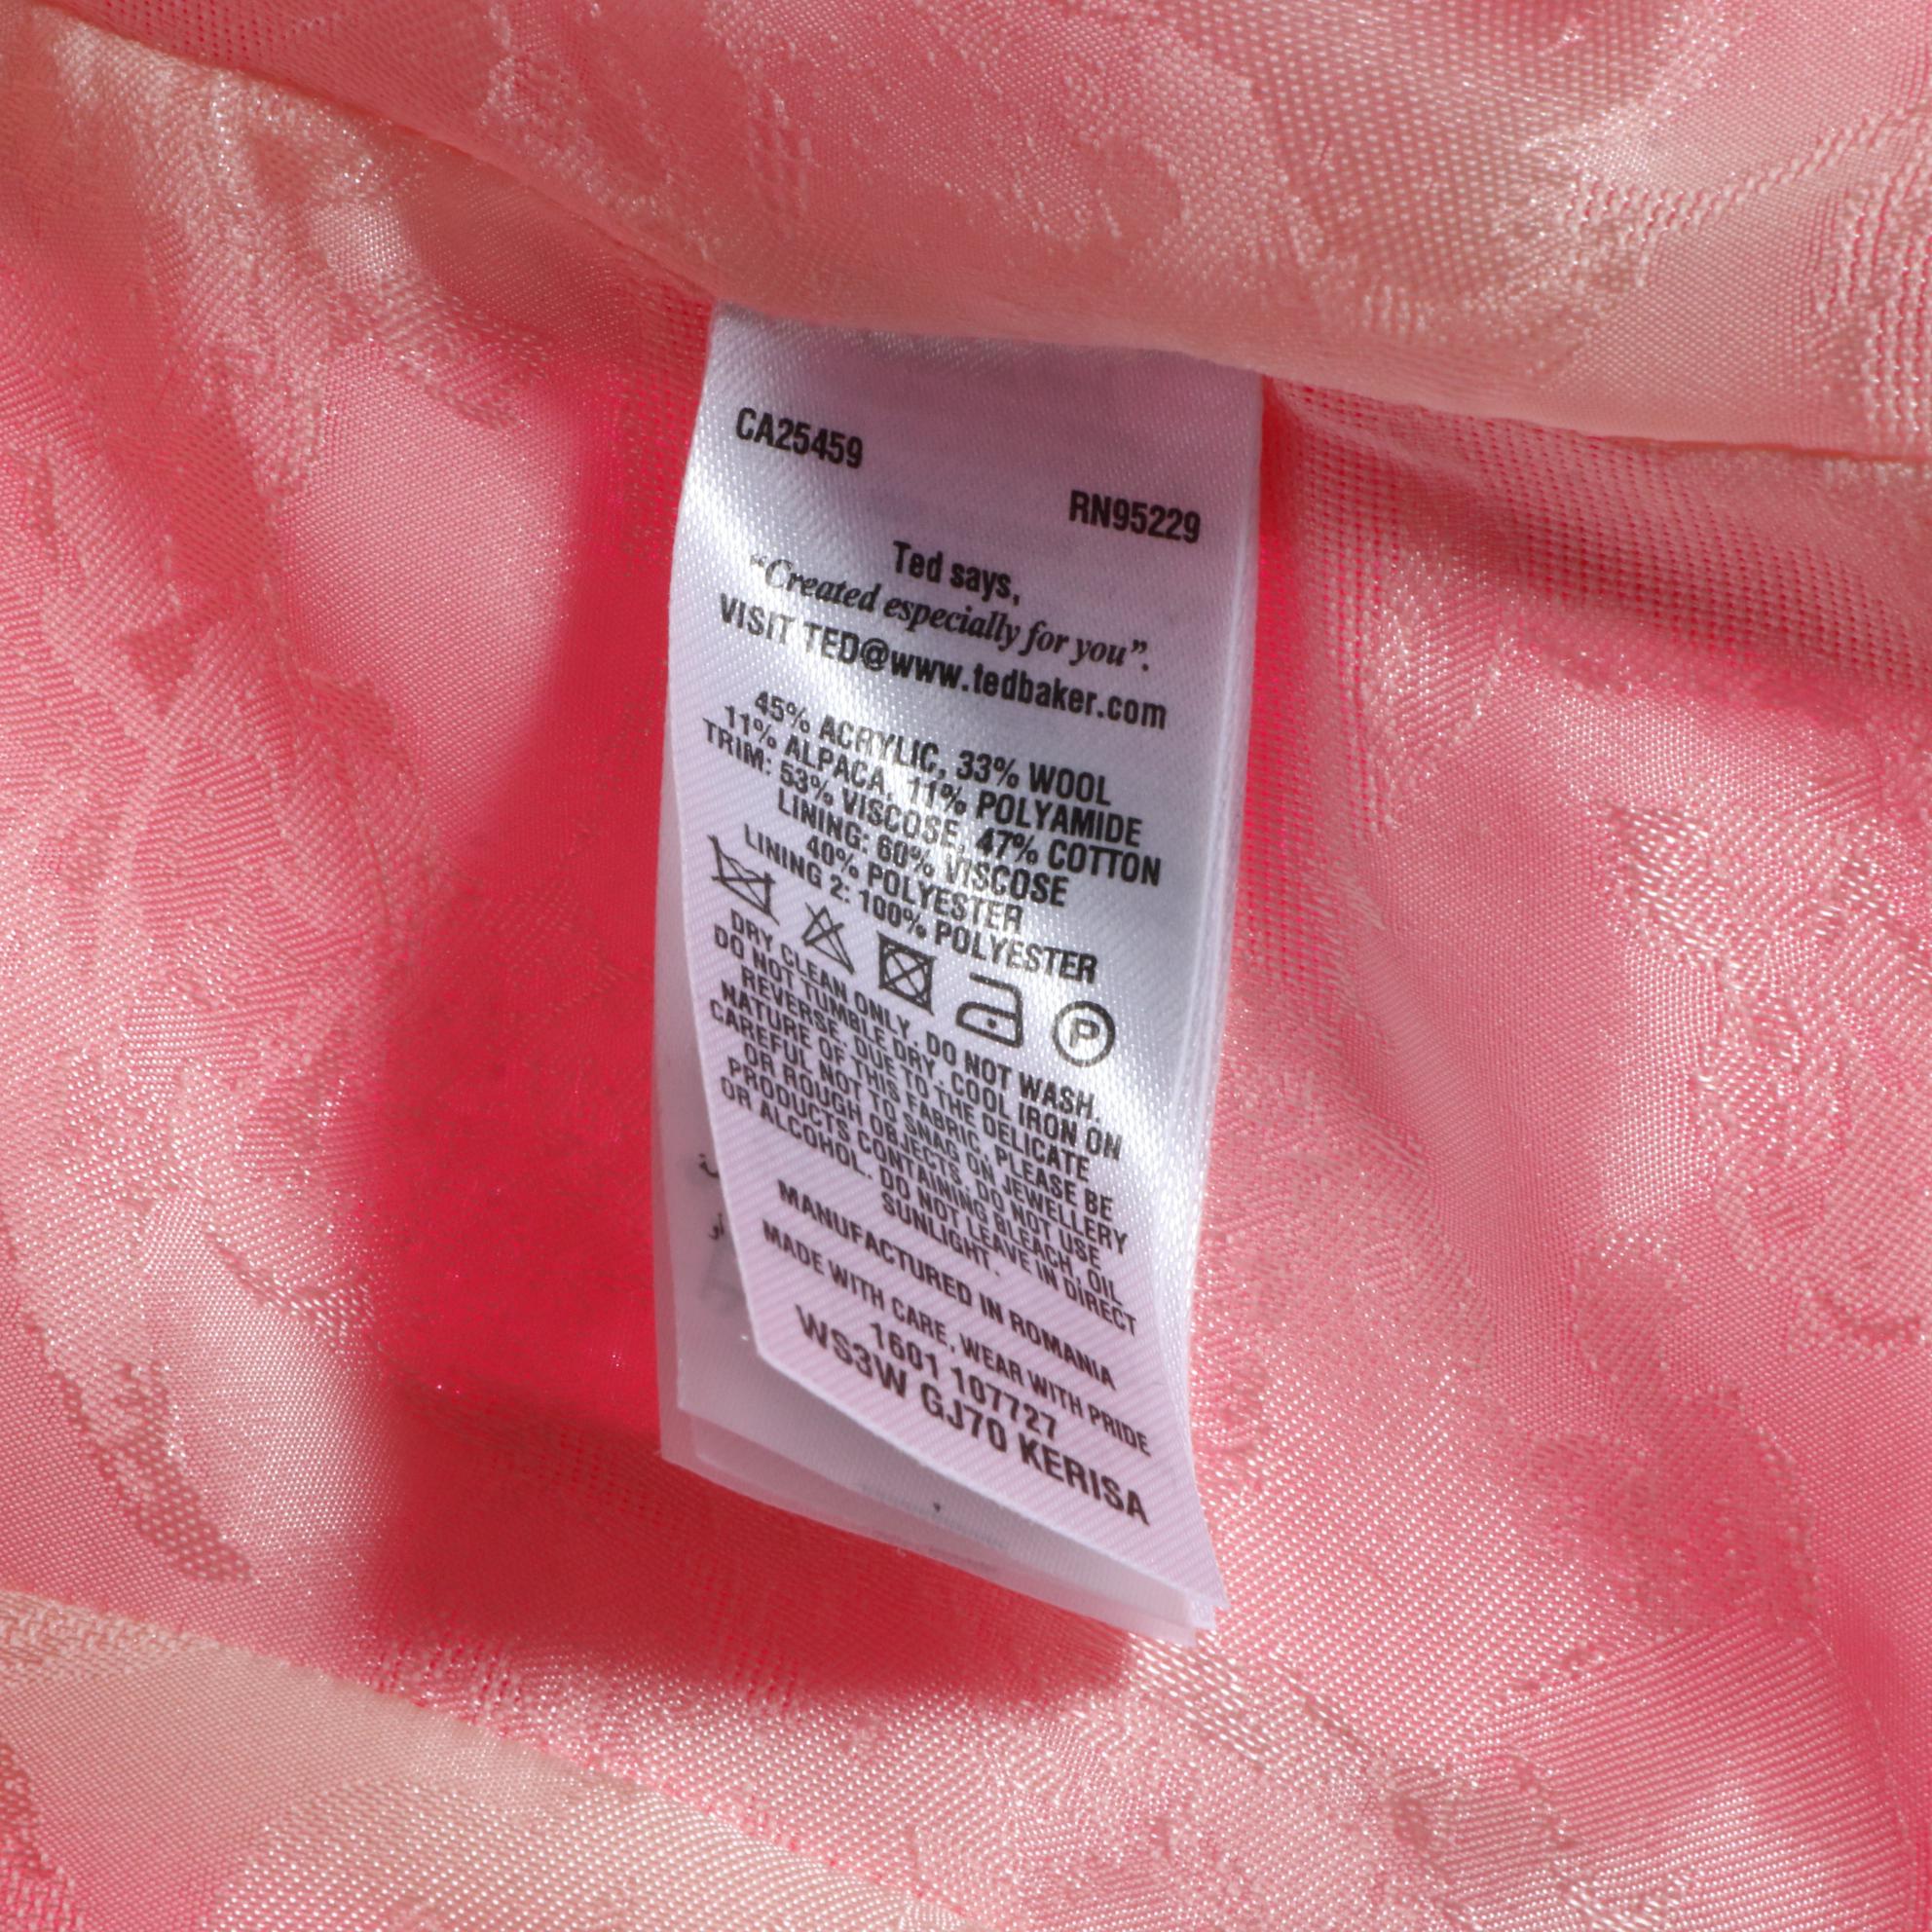 CA25459
RN95229
Ted says,
“Created especially for you”.
VISIT TED@www.tedbaker.com
45% ACRYLIC, 33% WOOL
11% ALPACA, 11% POLYAMIDE
TRIM: 53% VISCOSE, 47% COTTON
LINING: 60% VISCOSE
40% POLYESTER
LINING 2: 100% POLYESTER
P
DRY CLEAN ONLY. DO NOT WASH.
DO NOT TUMBLE DRY. COOL IRON ON
REVERSE. DUE TO THE DELICATE
NATURE OF THIS FABRIC, PLEASE BE
CAREFUL NOT TO SNAG ON JEWELLERY
OR ROUGH OBJECTS. DO NOT USE
PRODUCTS CONTAINING BLEACH, OIL
OR ALCOHOL. DO NOT LEAVE IN DIRECT
SUNLIGHT.
MANUFACTURED IN ROMANIA
MADE WITH CARE, WEAR WITH PRIDE
1601 107727
WS3W GJ70 KERISA